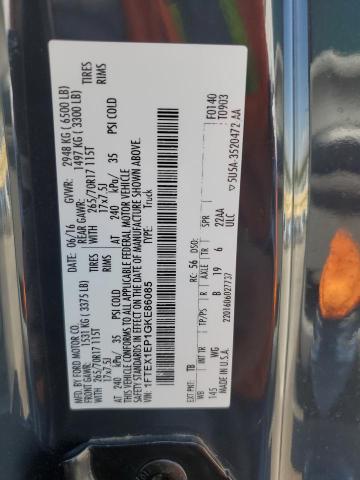 MFD. BY FORD MOTOR CO.
DATE: 06/16 GVWR: 2948 KG ( 6500 LB)
FRONT GAWR: 1531 KG ( 3375 LB) REAR GAWR: 1497 KG ( 3300 LB)
WITH 265/70R17 115T TIRES WITH 265/70R17 115T TIRES
17x7.5J RIMS 17x7.5J RIMS
AT 240 kPa/ 35 PSI COLD AT 240 kPa/ 35 PSI COLD
THIS VEHICLE CONFORMS TO ALL APPLICABLE FEDERAL MOTOR VEHICLE
SAFETY STANDARDS IN EFFECT ON THE DATE OF MANUFACTURE SHOWN ABOVE.
VIN: 1FTEX1EP1GKE86085
TYPE: Truck
F0140
T0903
EXT PNT: TB RC: 56 DSO:
WB INT TR TP/PS R AXLE TR SPR
145 WG B 19 6 22AA
ULC
MADE IN U.S.A. 2201606027737
5U5A-3520472 AA